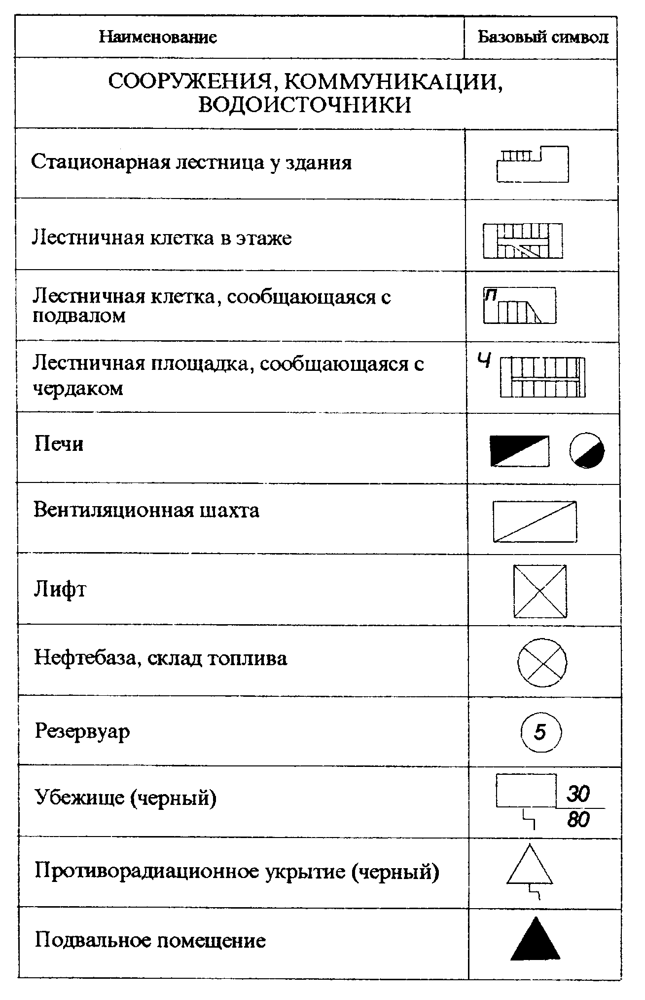 Наименование Базовый символ
СООРУЖЕНИЯ, КОММУНИКАЦИИ,
ВОДОИСТОЧНИКИ
Стационарная лестница у здания
Лестничная клетка в этаже
Лестничная клетка, сообщающаяся с
подвалом
П
Лестничная площадка, сообщающаяся с
чердаком
Ч
Печи
Вентиляционная шахта
Лифт
Нефтебаза, склад топлива
Резервуар
5
Убежище (черный)
30
80
Противорадиационное укрытие (черный)
Подвальное помещение